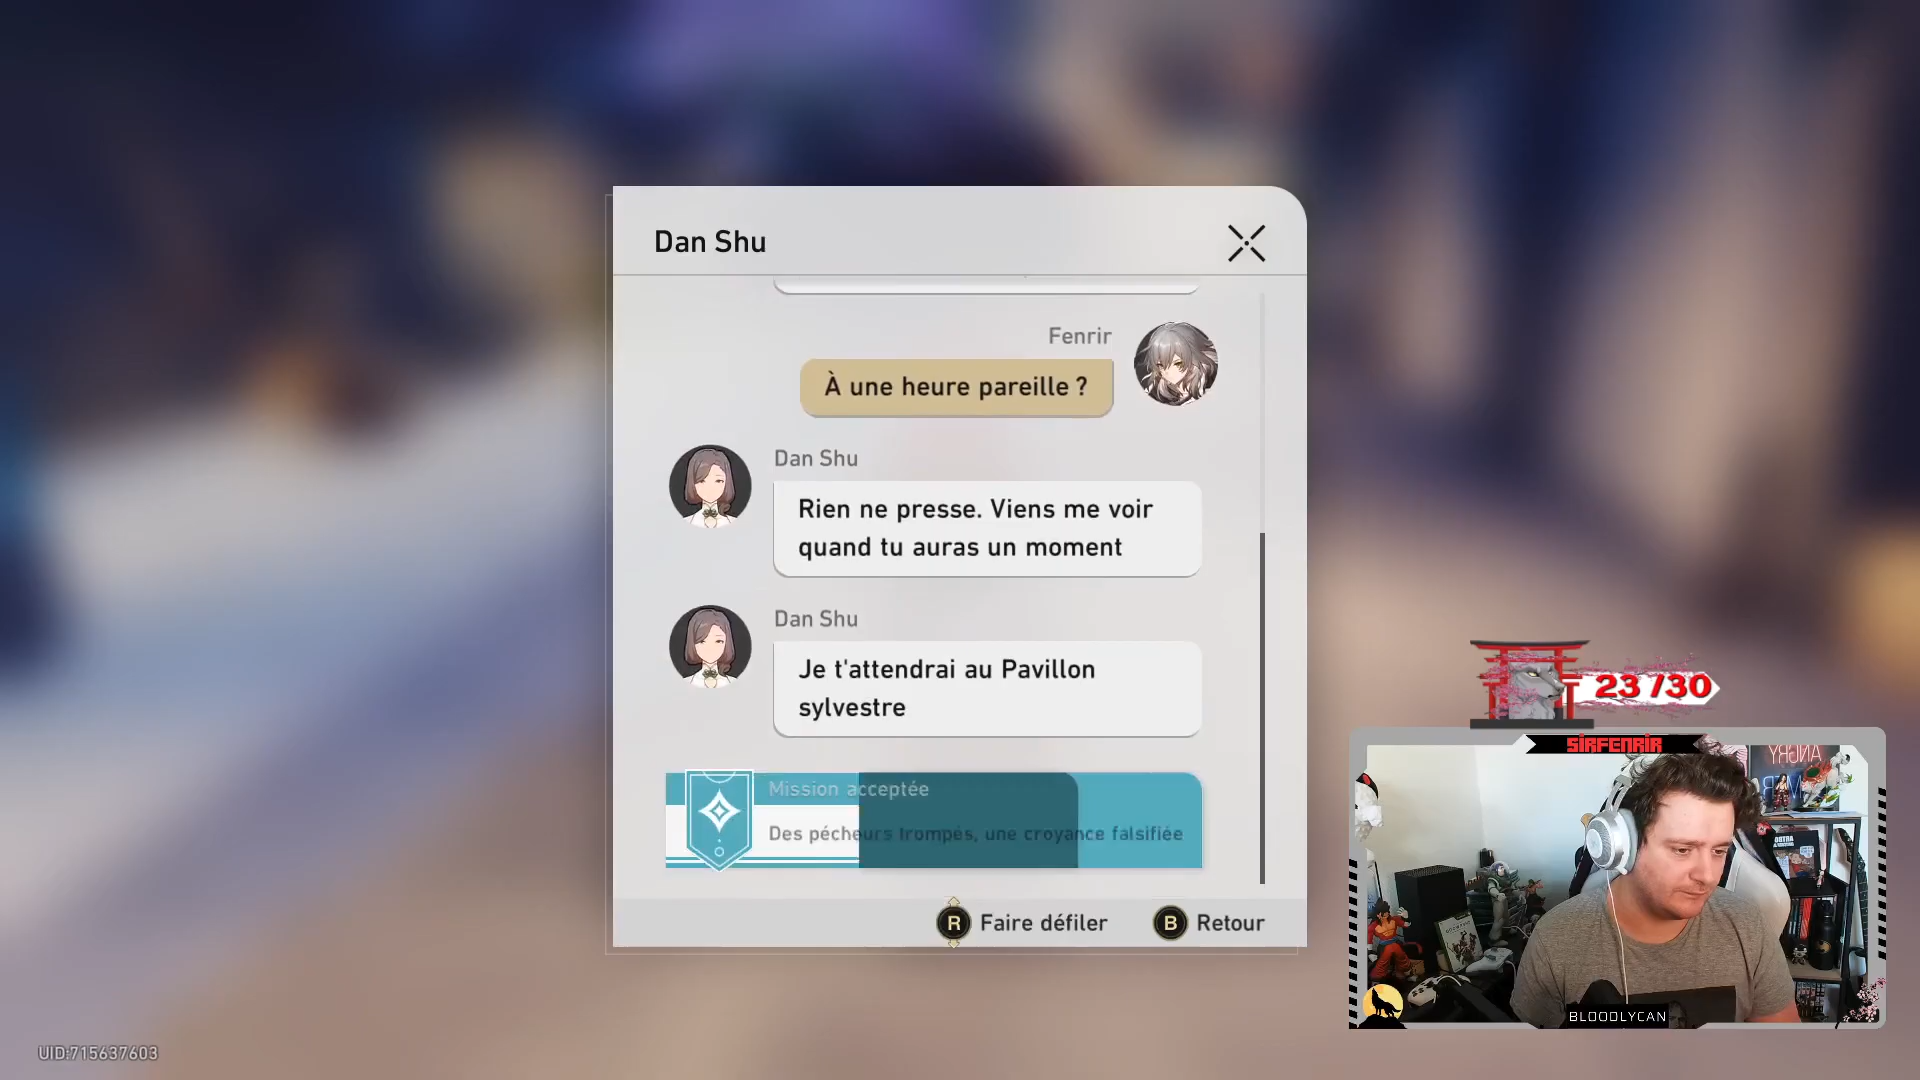 Dan Shu
Fenrir
À une heure pareille ?
Dan Shu
Rien ne presse. Viens me voir
quand tu auras un moment
Dan Shu
Je t'attendrai au Pavillon
sylvestre
Mission acceptée
Des pécheurs trompés, une croyance falsifiée
R Faire défiler
B Retour
23 /30
SIRFENRIR
BLOODLYCAN
UID:715637603